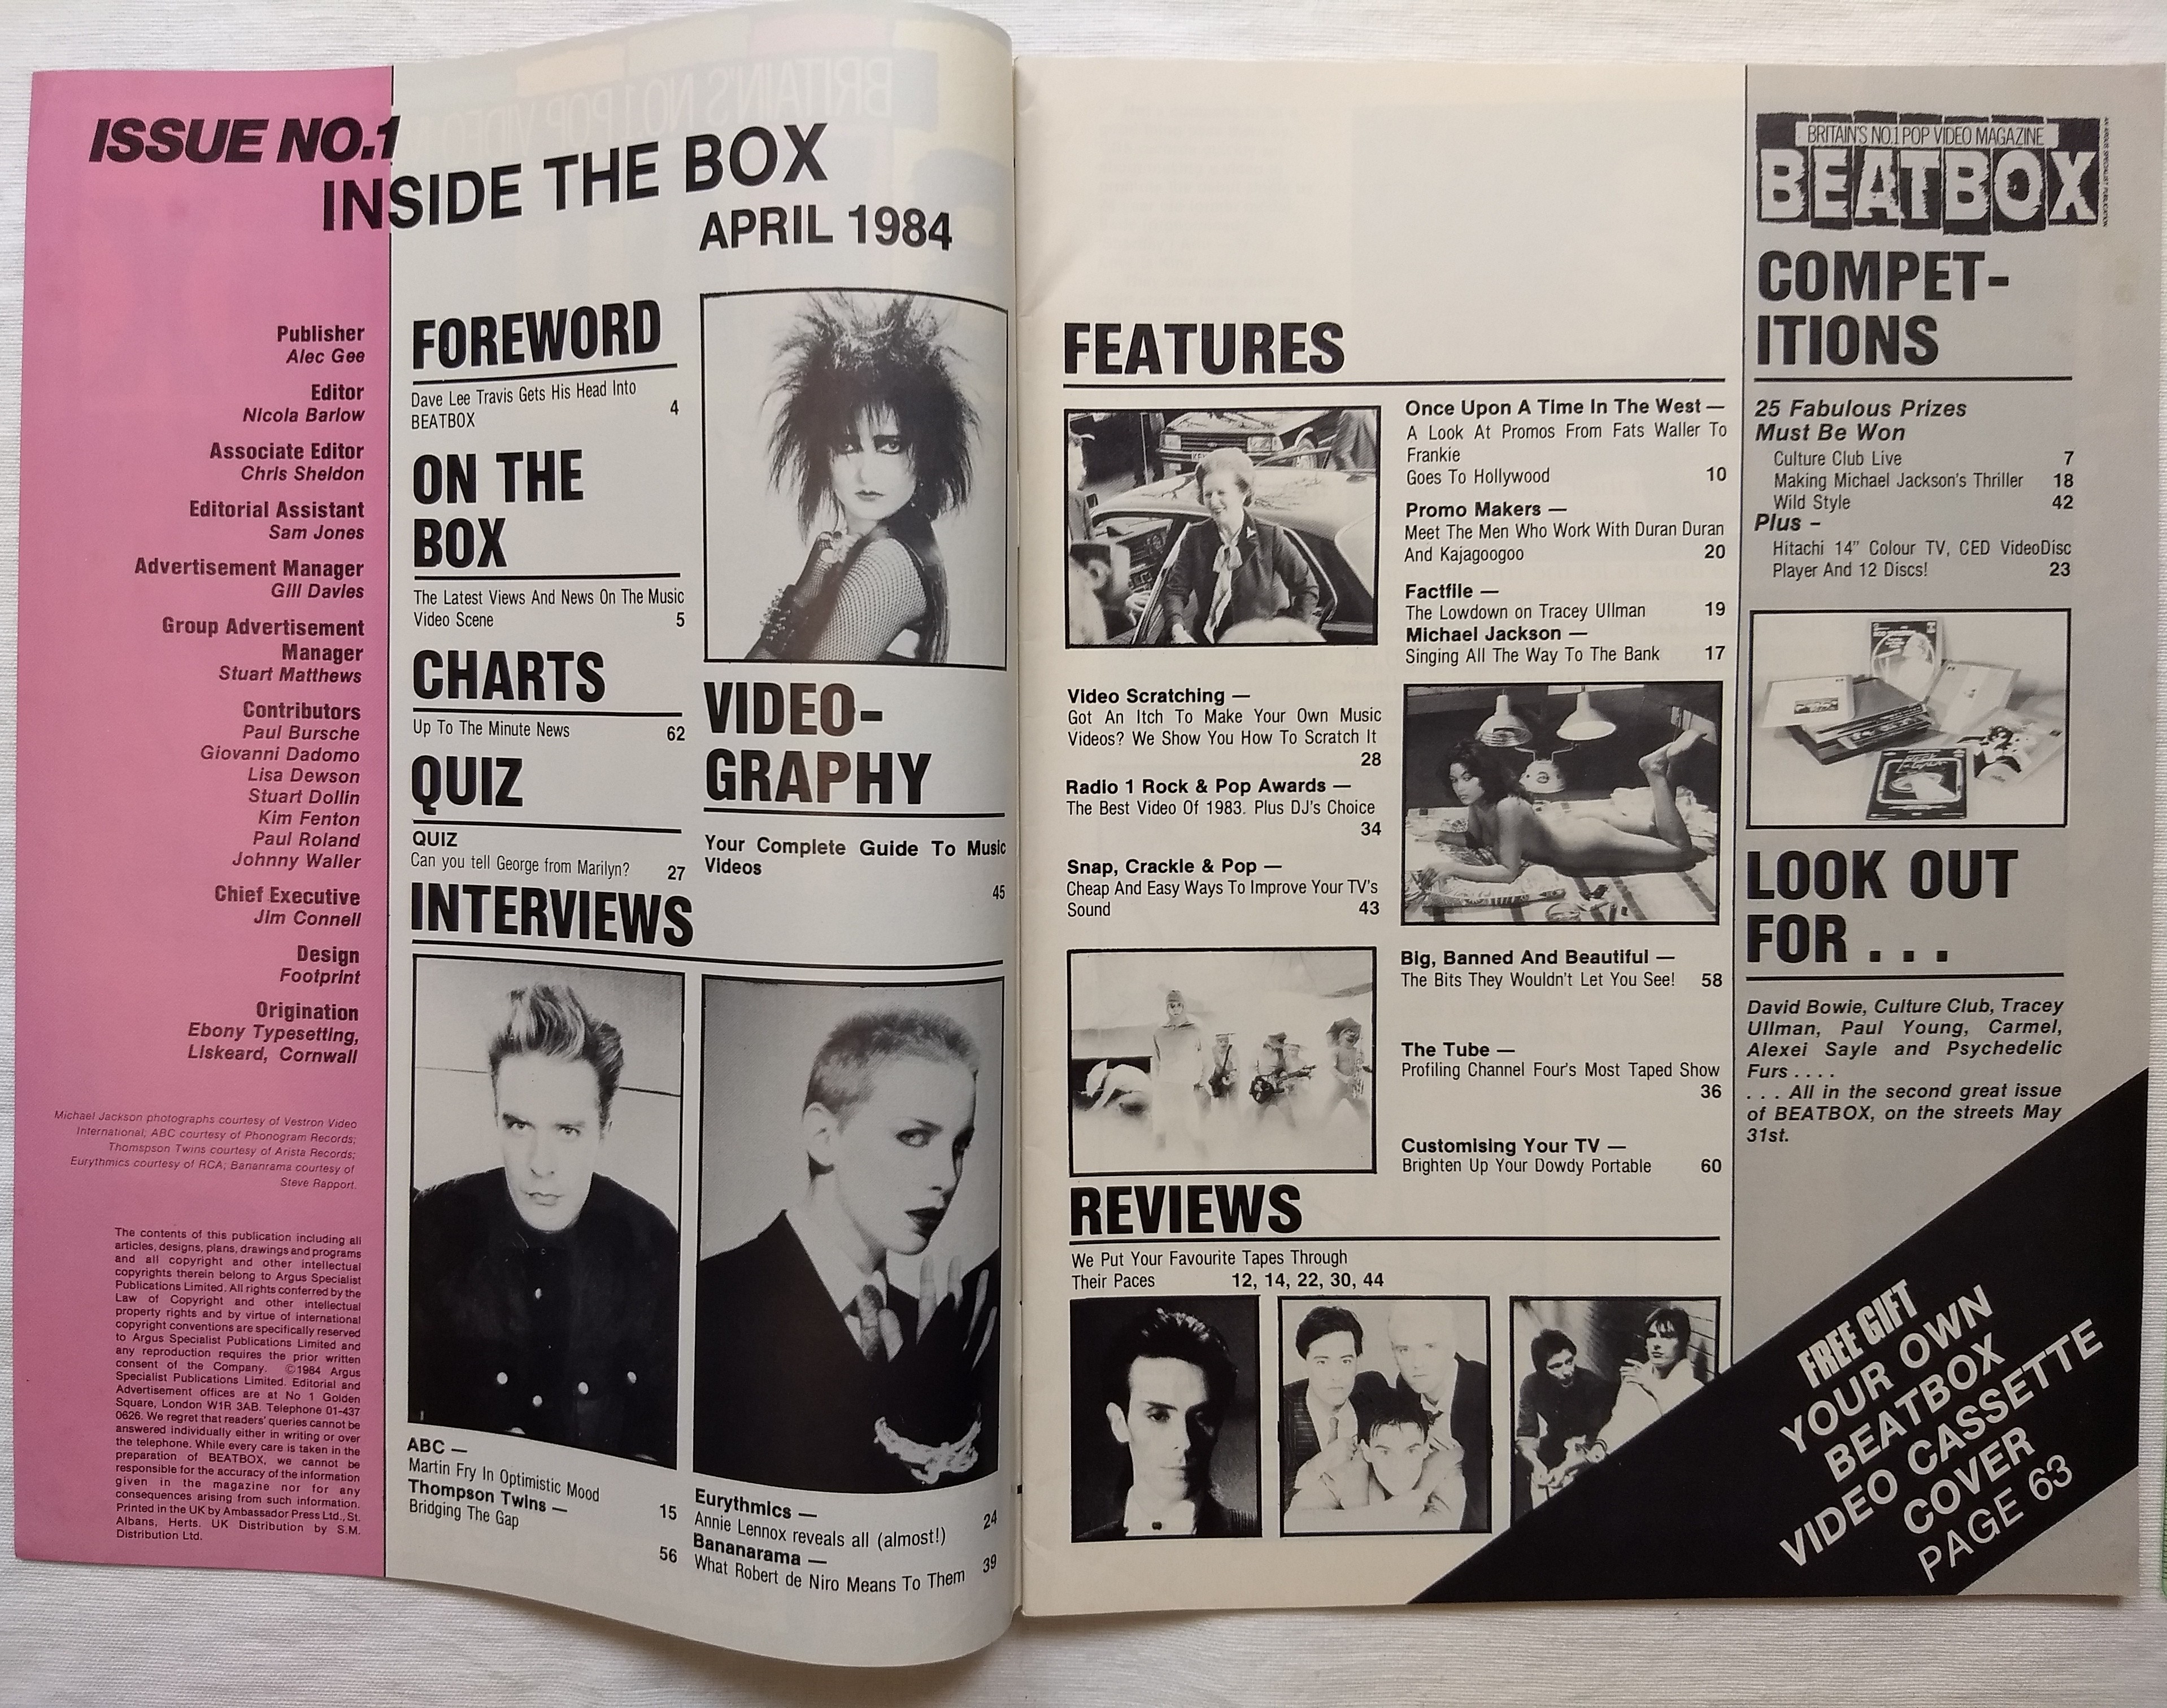 ISSUE NO.1
INSIDE THE BOX
APRIL 1984
Publisher
Alec Gee
Editor
Nicola Barlow
Associate Editor
Chris Sheldon
Editorial Assistant
Sam Jones
Advertisement Manager
Gill Davies
Group Advertisement
Manager
Stuart Matthews
Contributors
Paul Bursche
Giovanni Dadomo
Lisa Dewson
Stuart Dollin
Kim Fenton
Paul Roland
Johnny Waller
Chief Executive
Jim Connell
Design
Footprint
Origination
Ebony Typesetting,
Liskeard, Cornwall
Michael Jackson photographs courtesy of Vestron Video
International; ABC courtesy of Phonogram Records;
Thomspson Twins courtesy of Arista Records;
Eurythmics courtesy of RCA; Bananrama courtesy of
Steve Rapport.
The contents of this publication including all
articles, designs, plans, drawings and programs
and all copyright and other intellectual
copyrights therein belong to Argus Specialist
Publications Limited. All rights conferred by the
Law of Copyright and other intellectual
property rights and by virtue of international
copyright conventions are specifically reserved
to Argus Specialist Publications Limited and
any reproduction requires the prior written
consent of the Company. ©1984 Argus
Specialist Publications Limited. Editorial and
Advertisement offices are at No 1 Golden
Square, London W1R 3AB. Telephone 01-437
0626. We regret that readers' queries cannot be
answered individually either in writing or over
the telephone. While every care is taken in the
preparation of BEATBOX, we cannot be
responsible for the accuracy of the information
given in the magazine nor for any
consequences arising from such information.
Printed in the UK by Ambassador Press Ltd., St.
Albans, Herts. UK Distribution by S.M.
Distribution Ltd.
FOREWORD
Dave Lee Travis Gets His Head Into
BEATBOX 4
ON THE
BOX
The Latest Views And News On The Music
Video Scene 5
CHARTS
Up To The Minute News 62
QUIZ
QUIZ
Can you tell George from Marilyn? 27
VIDEO-
GRAPHY
Your Complete Guide To Music
Videos
45
INTERVIEWS
ABC —
Martin Fry In Optimistic Mood
15
Thompson Twins —
Bridging The Gap
56
Eurythmics —
Annie Lennox reveals all (almost!) 24
Bananarama —
What Robert de Niro Means To Them 39
FEATURES
Once Upon A Time In The West —
A Look At Promos From Fats Waller To
Frankie
Goes To Hollywood 10
Promo Makers —
Meet The Men Who Work With Duran Duran
And Kajagoogoo 20
Factfile —
The Lowdown on Tracey Ullman 19
Michael Jackson —
Singing All The Way To The Bank 17
Video Scratching —
Got An Itch To Make Your Own Music
Videos? We Show You How To Scratch It
28
Radio 1 Rock & Pop Awards —
The Best Video Of 1983. Plus DJ's Choice
34
Snap, Crackle & Pop —
Cheap And Easy Ways To Improve Your TV's
Sound 43
Big, Banned And Beautiful —
The Bits They Wouldn't Let You See! 58
The Tube —
Profiling Channel Four's Most Taped Show
36
Customising Your TV —
Brighten Up Your Dowdy Portable 60
REVIEWS
We Put Your Favourite Tapes Through
Their Paces 12, 14, 22, 30, 44
BRITAIN'S NO.1 POP VIDEO MAGAZINE
BEATBOX
AN ARGUS SPECIALIST PUBLICATION
COMPET-
ITIONS
25 Fabulous Prizes
Must Be Won
Culture Club Live 7
Making Michael Jackson's Thriller 18
Wild Style 42
Plus –
Hitachi 14" Colour TV, CED VideoDisc
Player And 12 Discs! 23
LOOK OUT
FOR . . .
David Bowie, Culture Club, Tracey
Ullman, Paul Young, Carmel,
Alexei Sayle and Psychedelic
Furs . . . .
. . . All in the second great issue
of BEATBOX, on the streets May
31st.
FREE GIFT
YOUR OWN
BEATBOX
VIDEO CASSETTE
COVER
PAGE 63